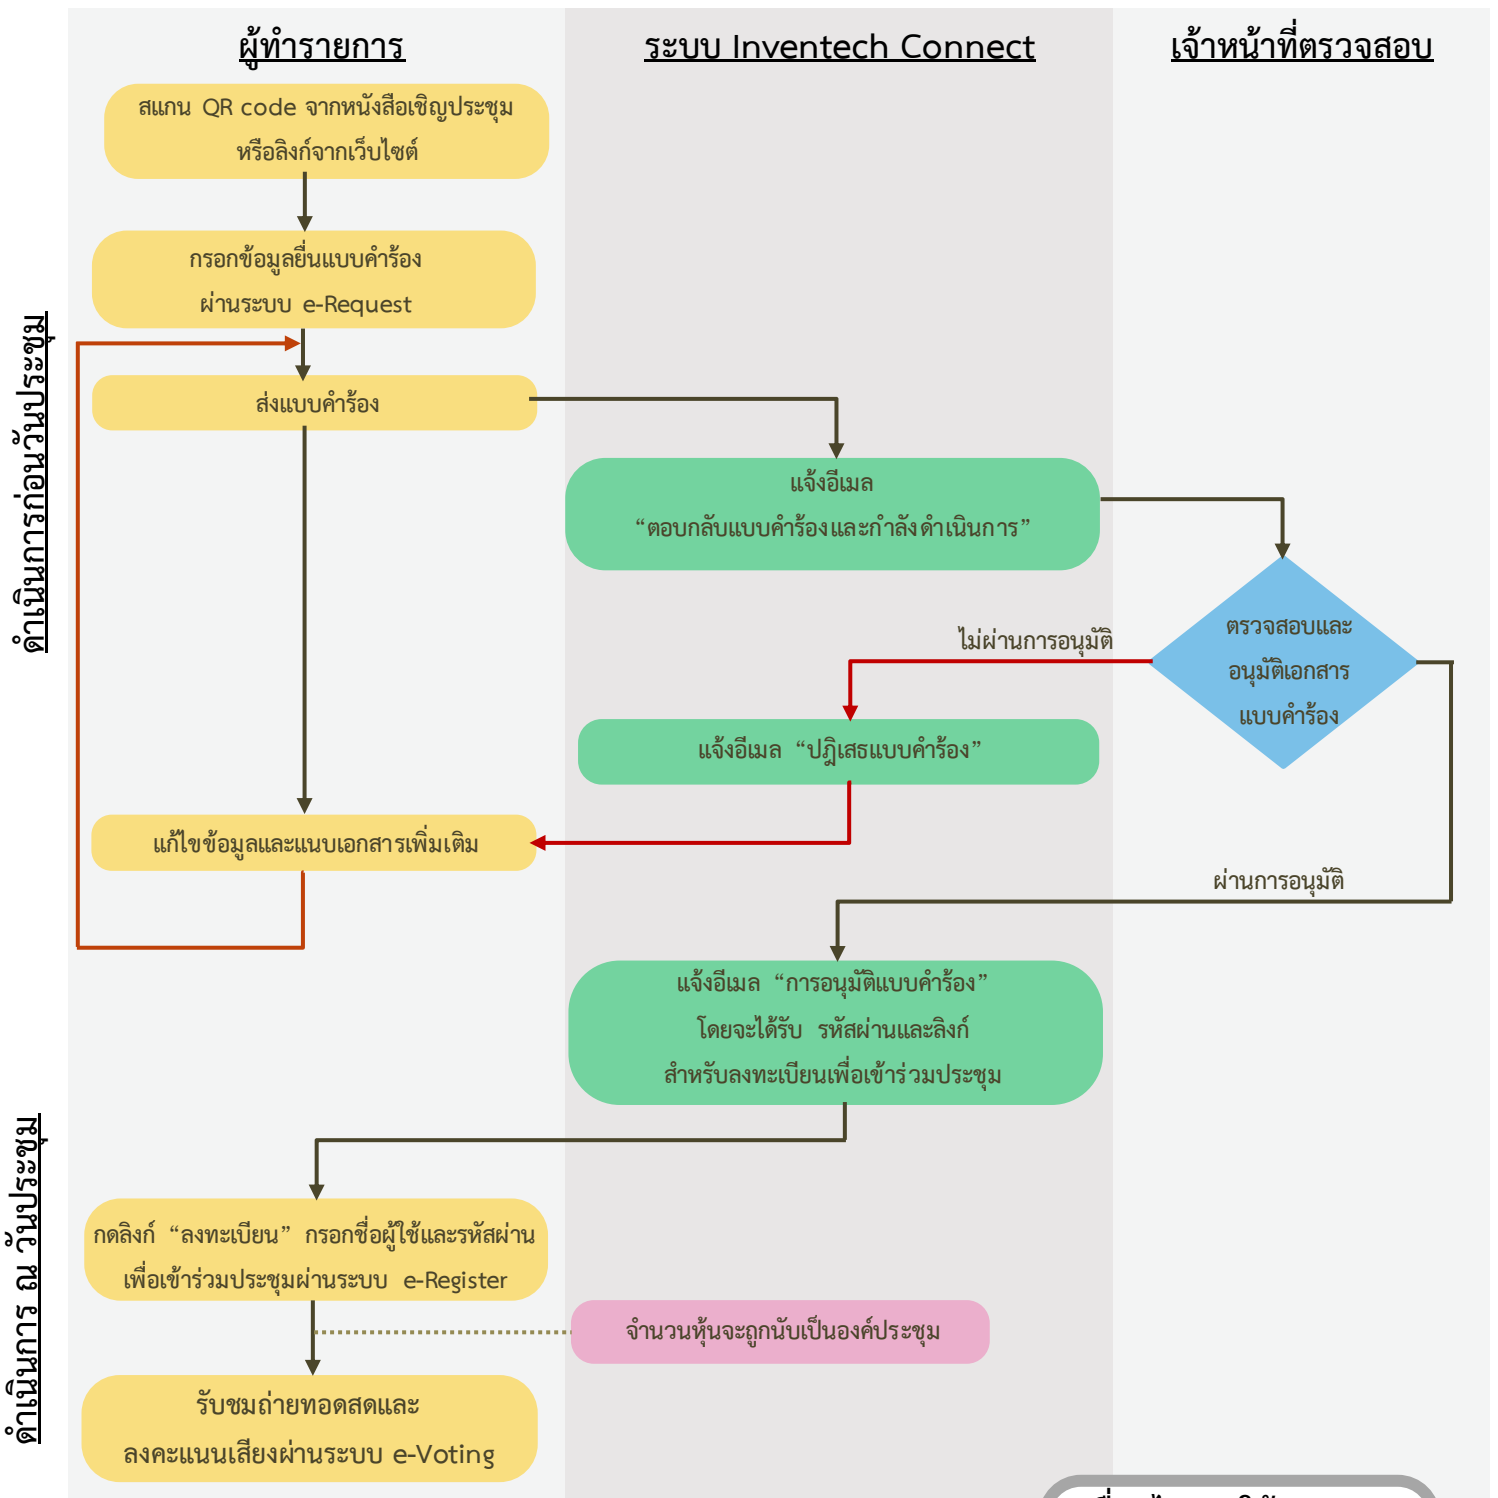 ผู้ทำรายการ
ระบบ Inventech Connect
เจ้าหน้าที่ตรวจสอบ
ดำเนินการก่อนวันประชุม
สแกน QR code จากหนังสือเชิญประชุม
หรือลิงก์จากเว็บไซต์
กรอกข้อมูลยื่นแบบคำร้อง
ผ่านระบบ e-Request
ส่งแบบคำร้อง
แจ้งอีเมล
“ตอบกลับแบบคำร้องและกำลังดำเนินการ”
ตรวจสอบและ
อนุมัติเอกสาร
แบบคำร้อง
ไม่ผ่านการอนุมัติ
แจ้งอีเมล “ปฎิเสธแบบคำร้อง”
แก้ไขข้อมูลและแนบเอกสารเพิ่มเติม
ผ่านการอนุมัติ
แจ้งอีเมล “การอนุมัติแบบคำร้อง”
โดยจะได้รับ รหัสผ่านและลิงก์
สำหรับลงทะเบียนเพื่อเข้าร่วมประชุม
ดำเนินการ ณ วันประชุม
กดลิงก์ “ลงทะเบียน” กรอกชื่อผู้ใช้และรหัสผ่าน
เพื่อเข้าร่วมประชุมผ่านระบบ e-Register
จำนวนหุ้นจะถูกนับเป็นองค์ประชุม
รับชมถ่ายทอดสดและ
ลงคะแนนเสียงผ่านระบบ e-Voting